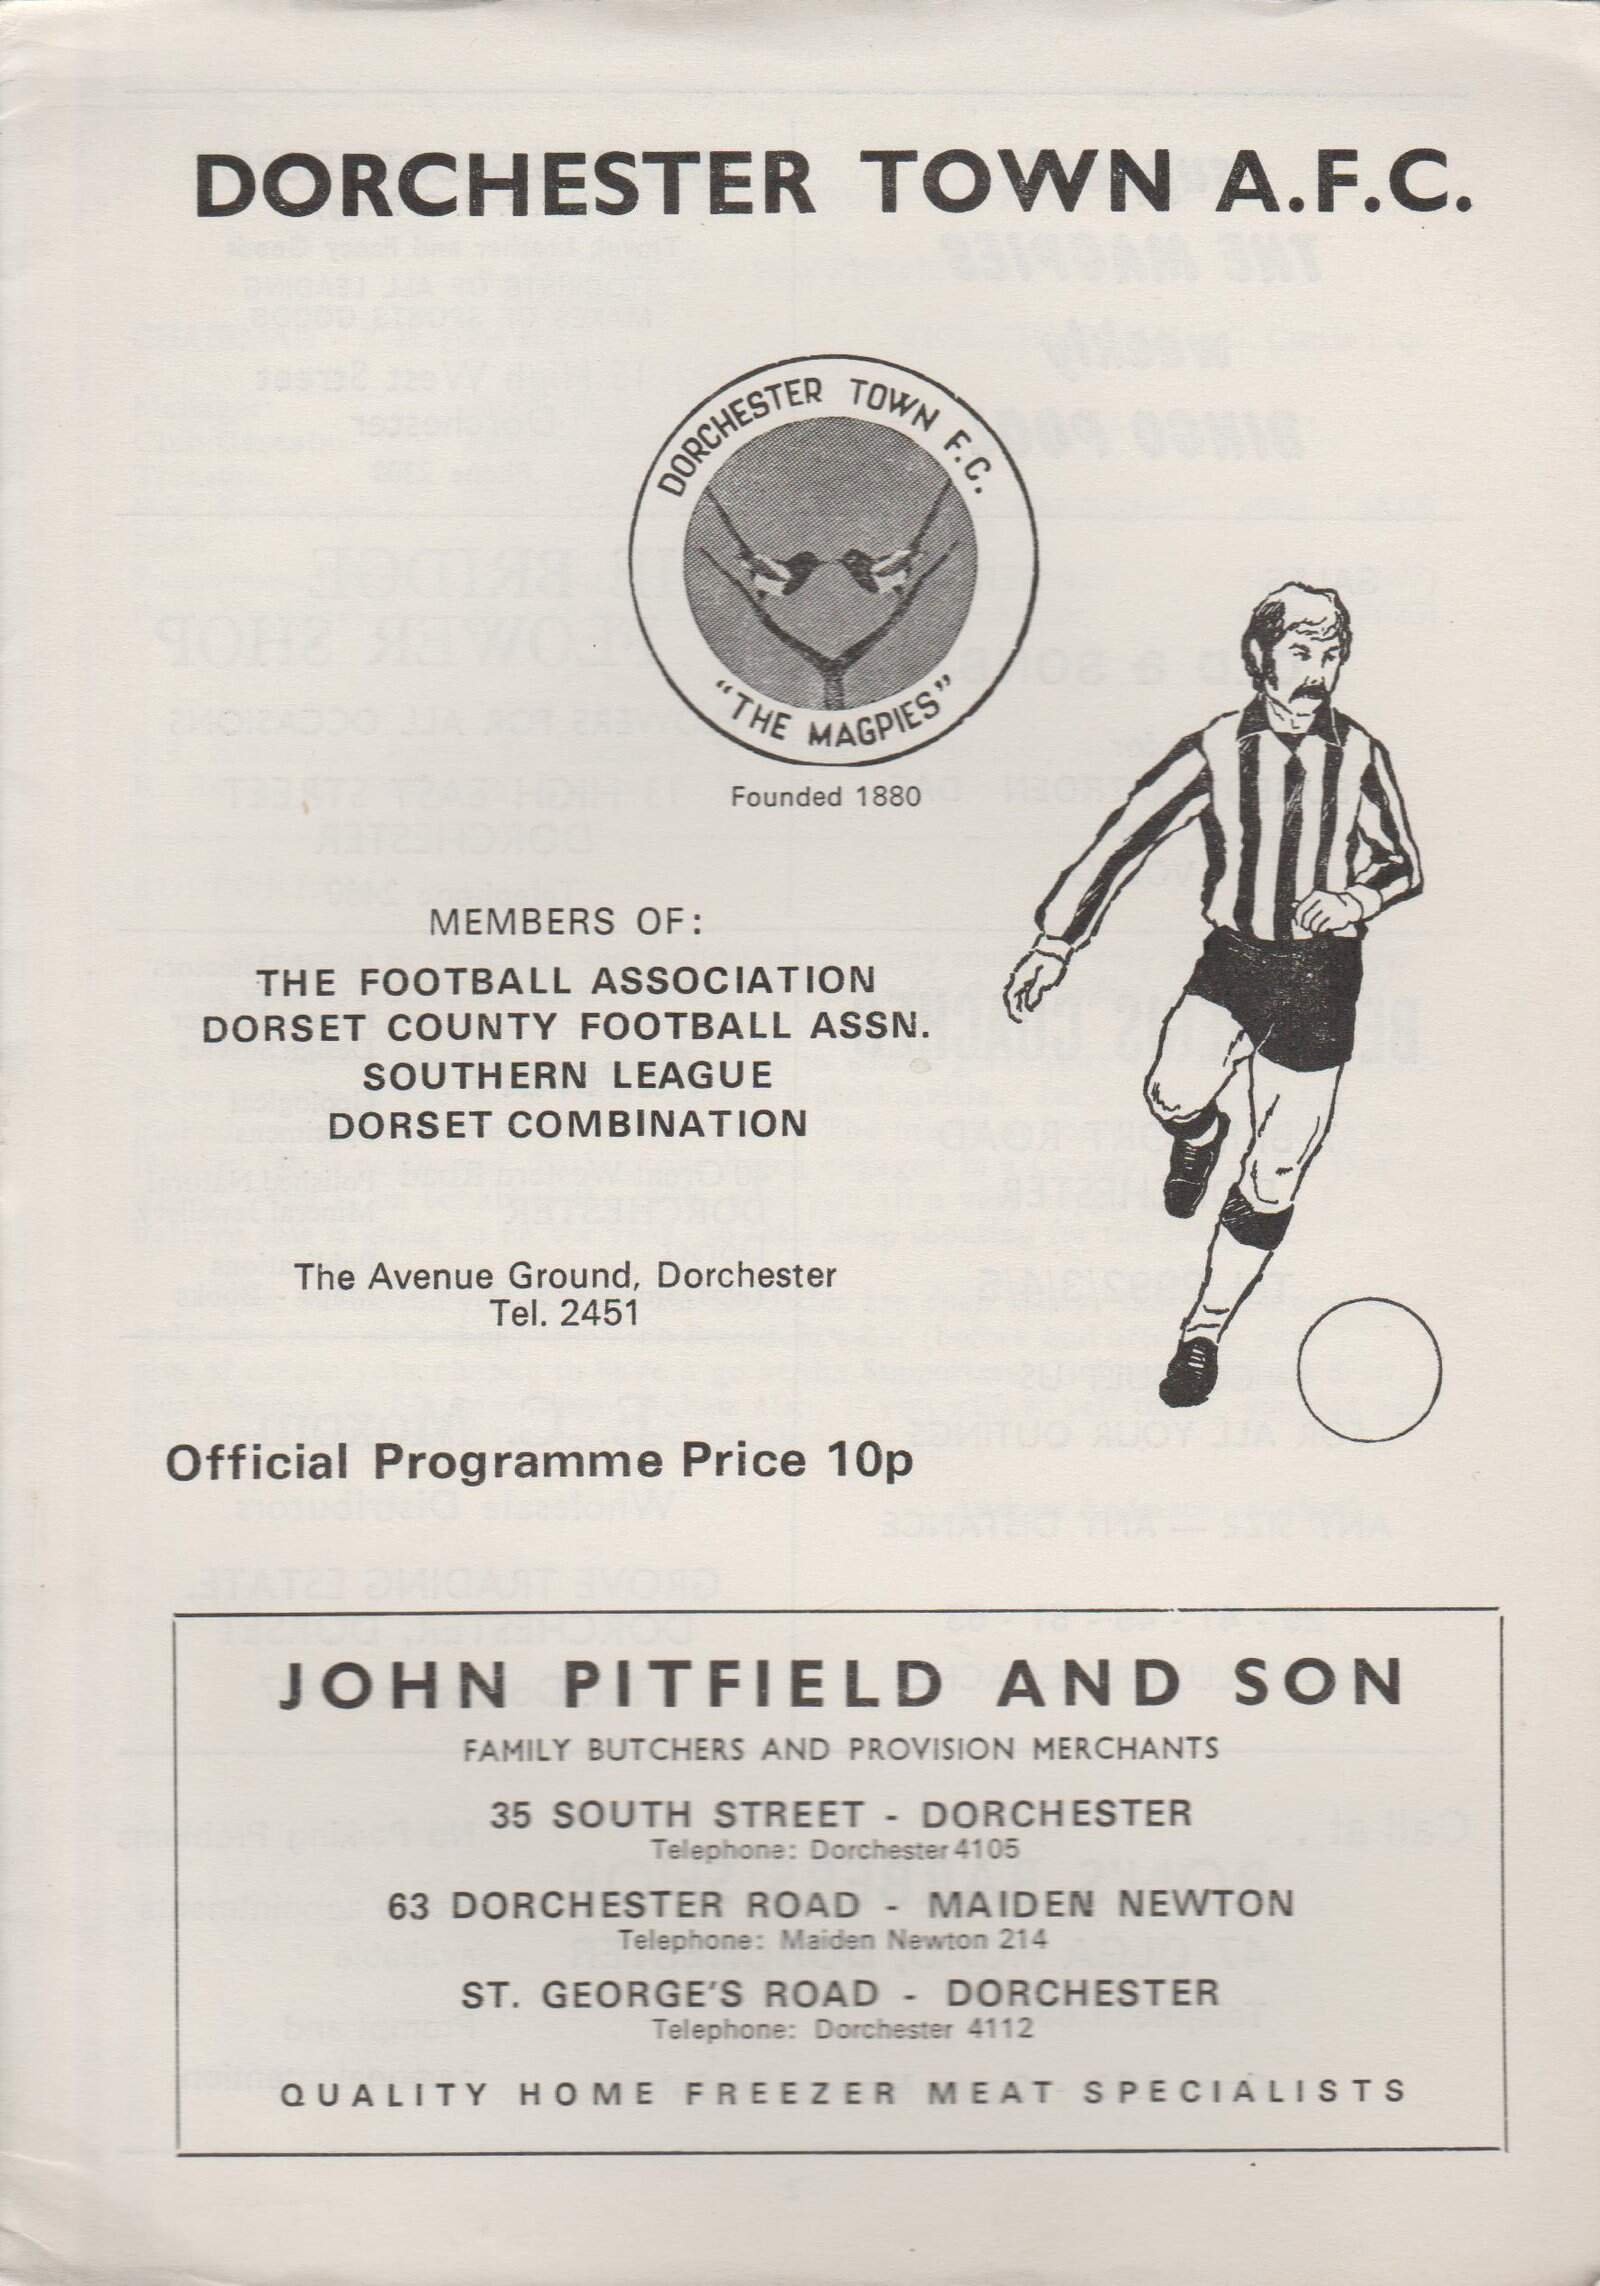 DORCHESTER TOWN A.F.C.
DORCHESTER TOWN F.C.
"THE MAGPIES"
Founded 1880
MEMBERS OF:
THE FOOTBALL ASSOCIATION
DORSET COUNTY FOOTBALL ASSN.
SOUTHERN LEAGUE
DORSET COMBINATION
The Avenue Ground, Dorchester
Tel. 2451
Official Programme Price 10p
JOHN PITFIELD AND SON
FAMILY BUTCHERS AND PROVISION MERCHANTS
35 SOUTH STREET - DORCHESTER
Telephone: Dorchester 4105
63 DORCHESTER ROAD - MAIDEN NEWTON
Telephone: Maiden Newton 214
ST. GEORGE'S ROAD - DORCHESTER
Telephone: Dorchester 4112
QUALITY HOME FREEZER MEAT SPECIALISTS